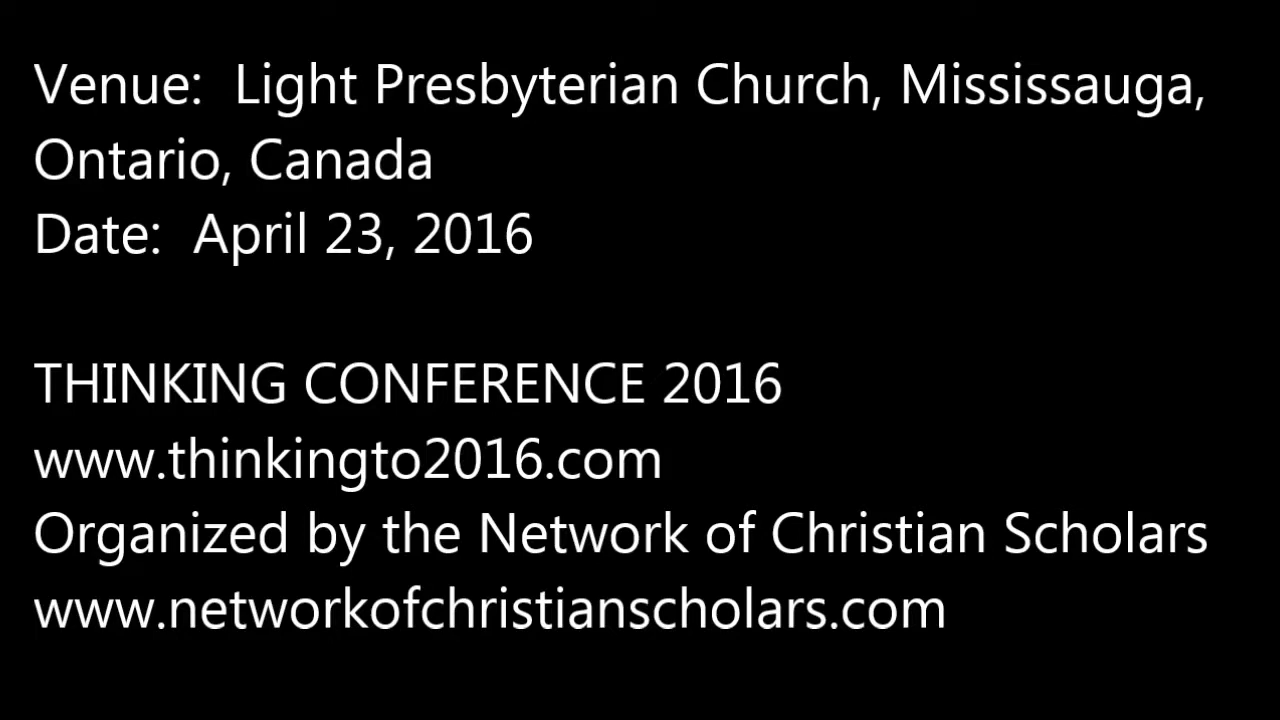 Venue:  Light Presbyterian Church, Mississauga,
Ontario, Canada
Date:  April 23, 2016
THINKING CONFERENCE 2016
www.thinkingto2016.com
Organized by the Network of Christian Scholars
www.networkofchristianscholars.com